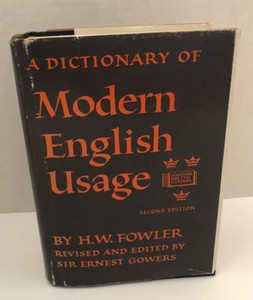 A DICTIONARY OF
Modern
English
Usage
SECOND EDITION
BY H.W. FOWLER
REVISED AND EDITED BY
SIR ERNEST GOWERS